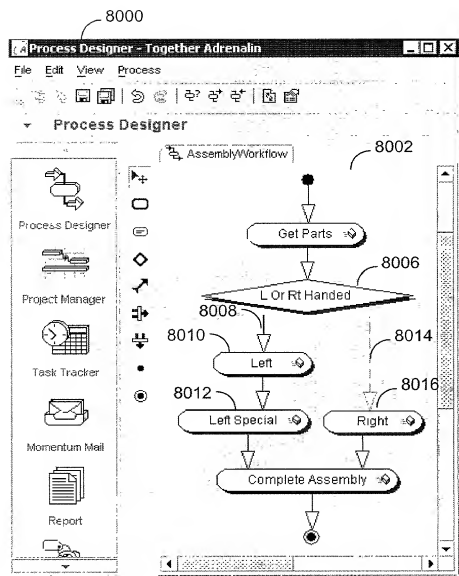 8000
Process Designer - Together Adrenalin
File Edit View Process
Process Designer
AssemblyWorkflow
8002
Process Designer
Project Manager
Task Tracker
Momentum Mail
Report
Get Parts
8006
L Or Rt Handed
8008
8010
Left
8014
8012
Left Special
8016
Right
Complete Assembly